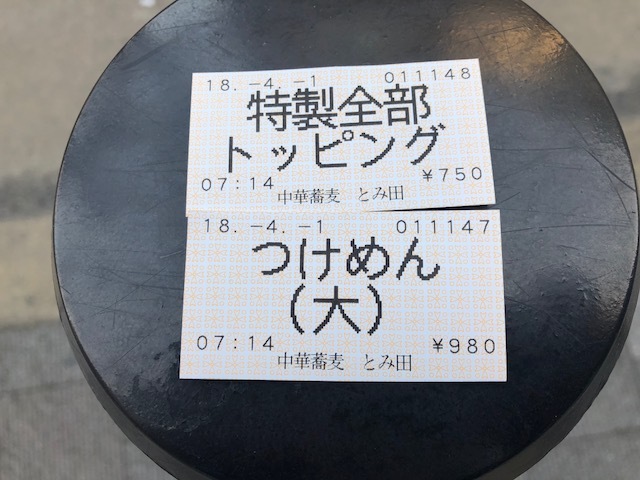 18.-4.-1 011148
特製全部
トッピング
07:14 ¥750
中華蕎麦 とみ田
18.-4.-1 011147
つけめん
(大)
07:14 ¥980
中華蕎麦 とみ田